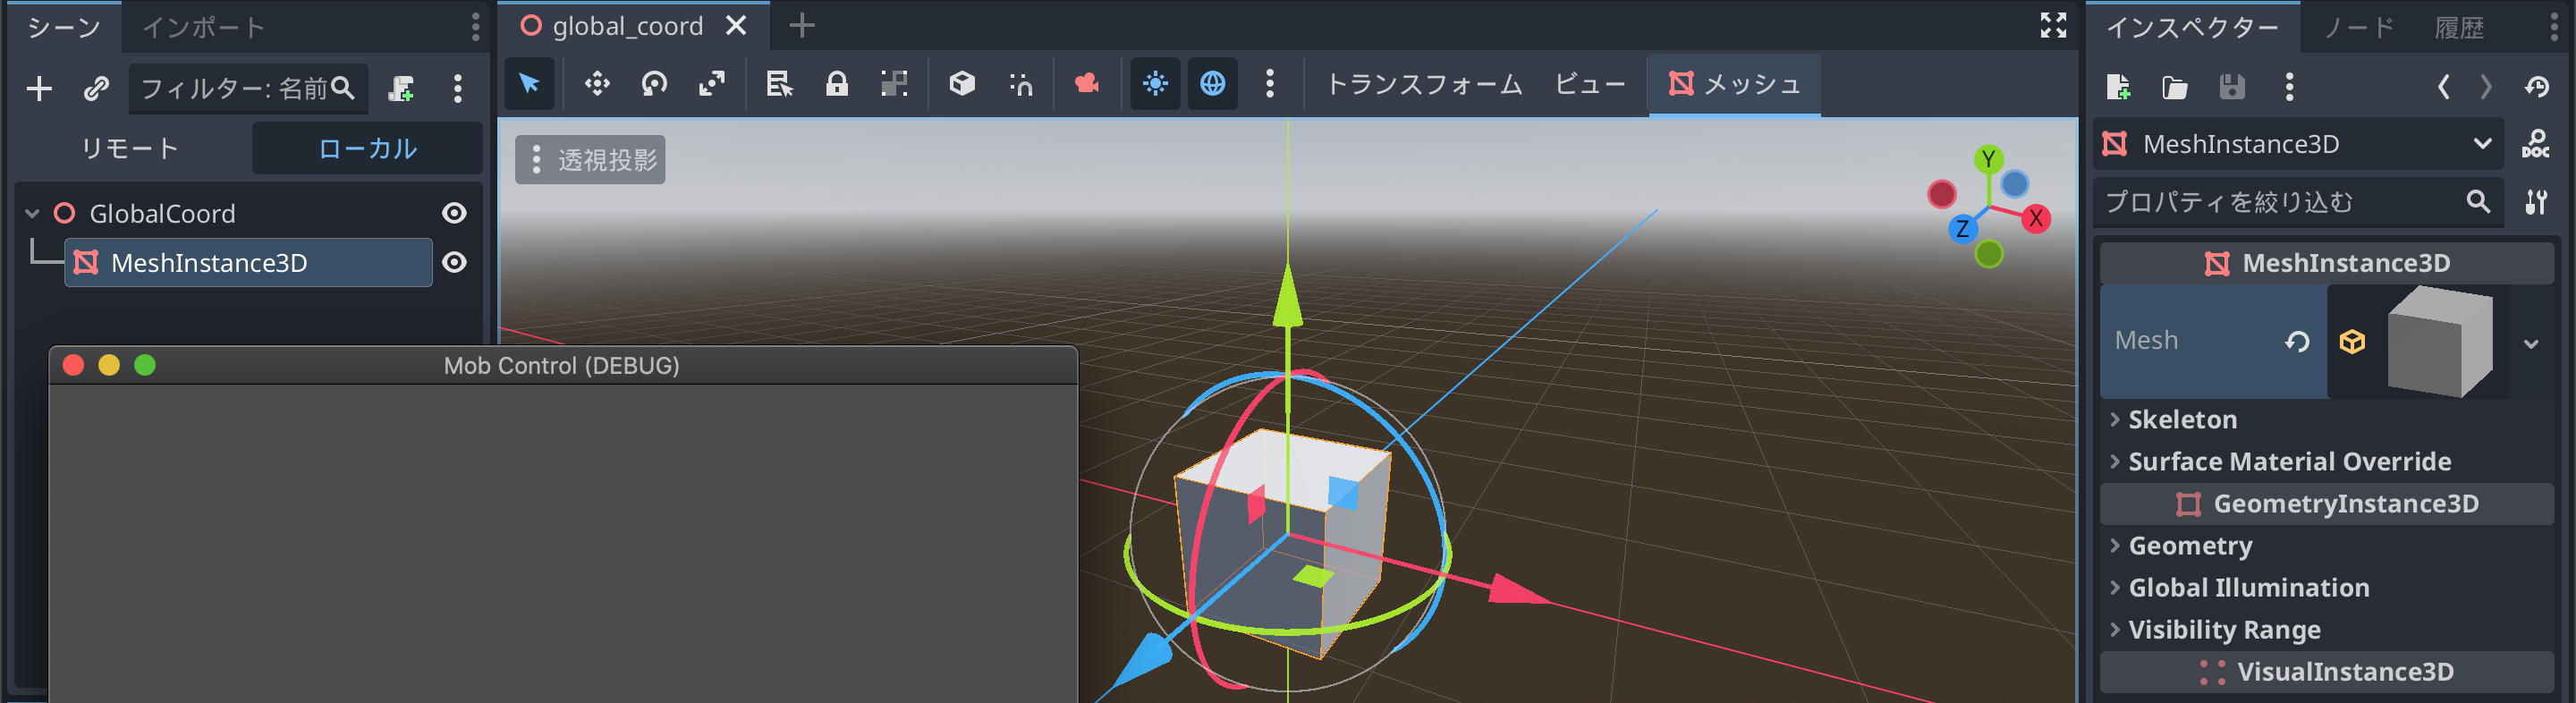 シーン
インポート
フィルター: 名前
リモート
ローカル
GlobalCoord
MeshInstance3D
global_coord
トランスフォーム
ビュー
メッシュ
透視投影
Y
X
Z
Mob Control (DEBUG)
インスペクター
ノード
履歴
MeshInstance3D
DOC
プロパティを絞り込む
MeshInstance3D
Mesh
Skeleton
Surface Material Override
GeometryInstance3D
Geometry
Global Illumination
Visibility Range
VisualInstance3D